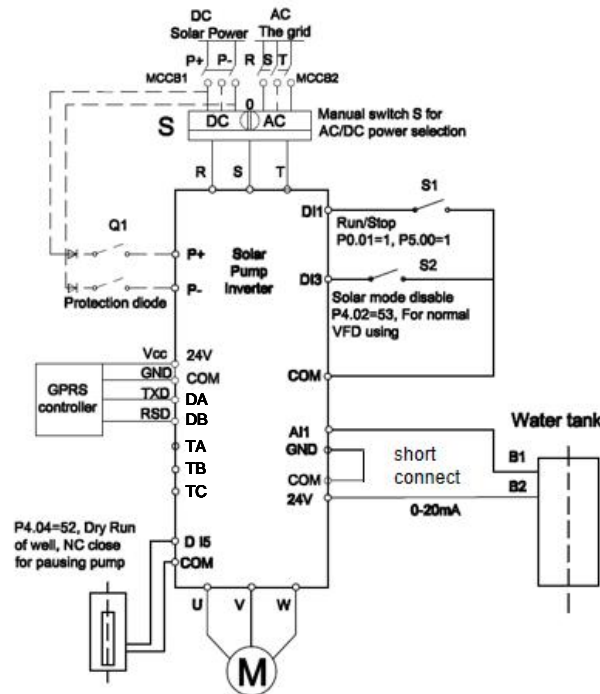 DC
Solar Power
AC
The grid
P+
P-
R
S
T
MCCB1
MCCB2
0
S
DC
AC
Manual switch S for
AC/DC power selection
R
S
T
Q1
P+
P-
Protection diode
Solar
Pump
Inverter
DI1
S1
Run/Stop
P0.01=1, P5.00=1
DI3
S2
Solar mode disable
P4.02=53, For normal
VFD using
COM
GPRS
controller
Vcc
24V
GND
COM
TXD
DA
RSD
DB
TA
TB
TC
AI1
GND
COM
24V
short
connect
Water tank
B1
B2
0-20mA
P4.04=52, Dry Run
of well, NC close
for pausing pump
D I5
COM
U
V
W
M